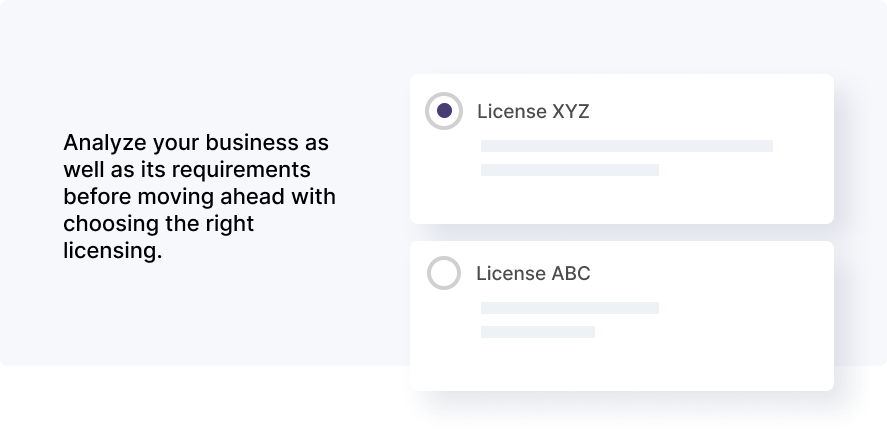 Analyze your business as
well as its requirements
before moving ahead with
choosing the right
licensing.
License XYZ
License ABC